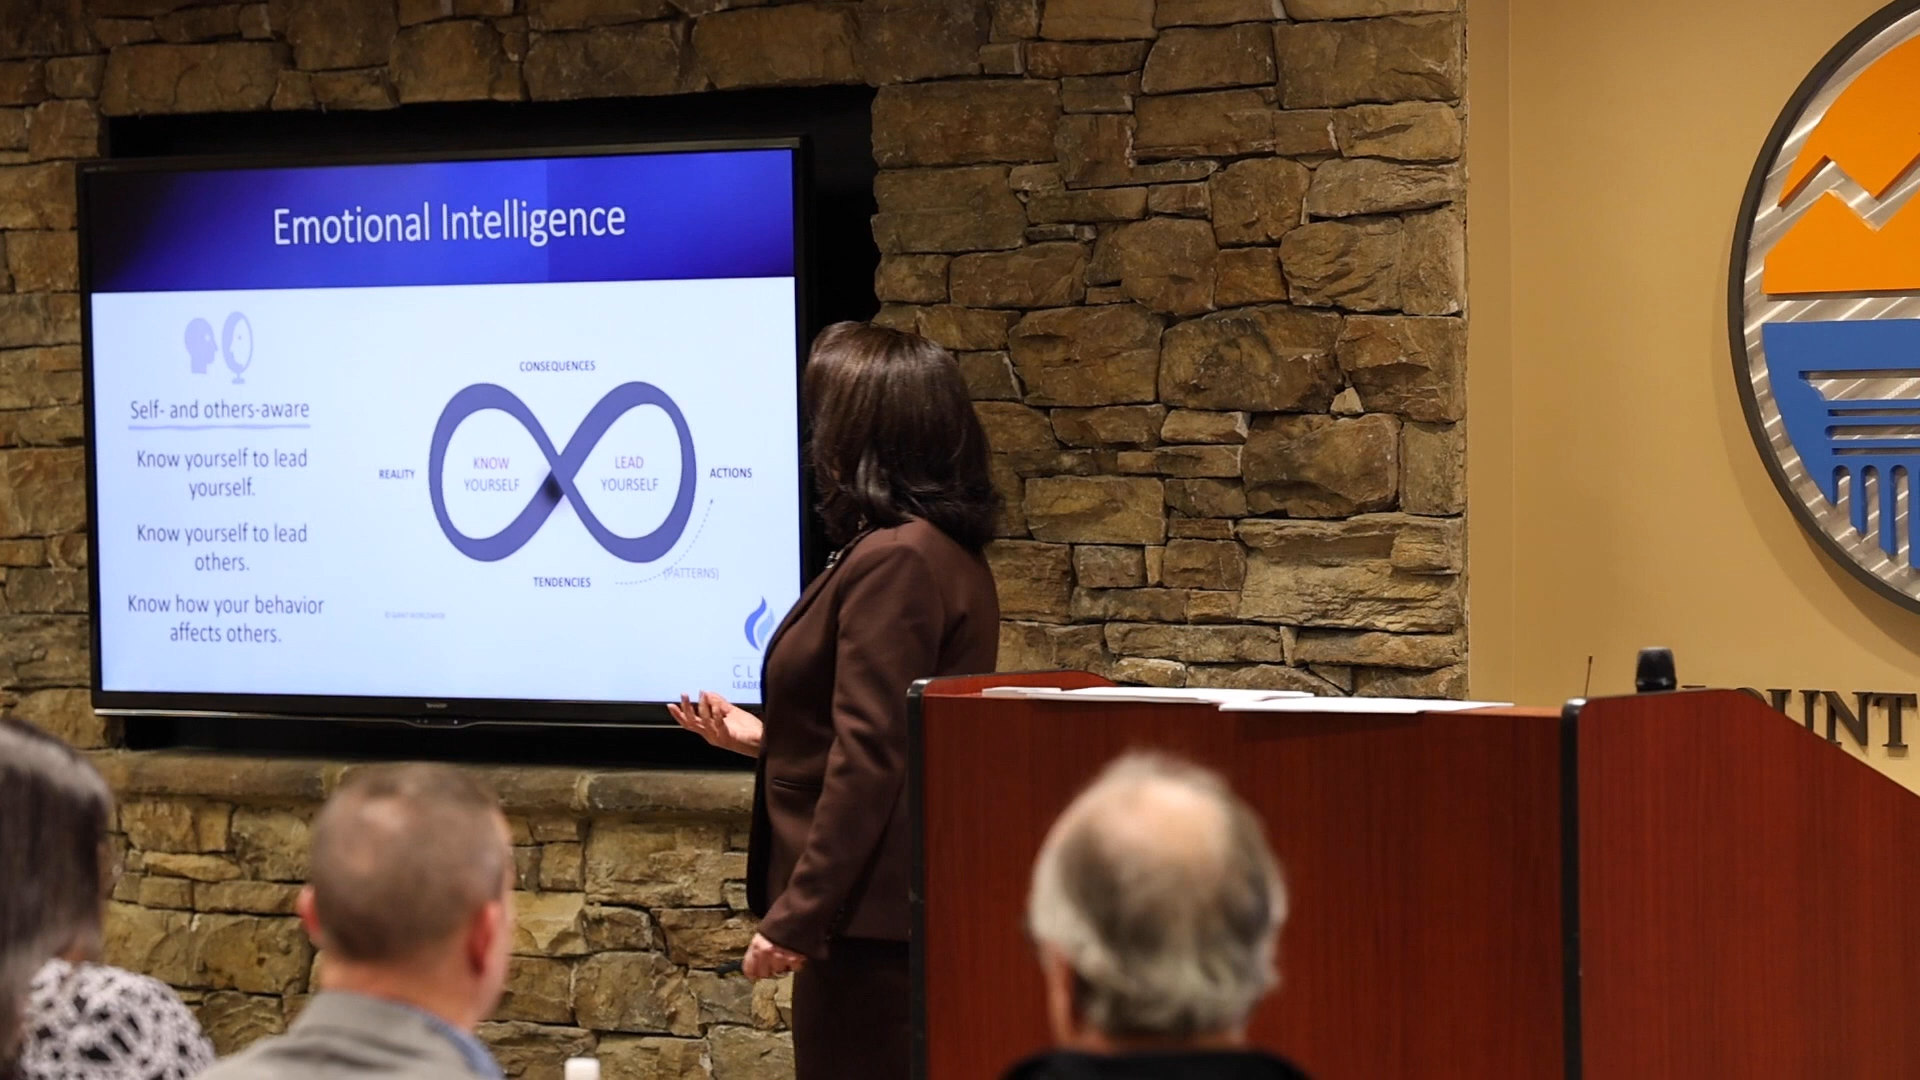 Emotional Intelligence
Self- and others-aware
Know yourself to lead
yourself.
Know yourself to lead
others.
Know how your behavior
affects others.
CONSEQUENCES
REALITY
KNOW
YOURSELF
LEAD
YOURSELF
ACTIONS
TENDENCIES
(PATTERNS)